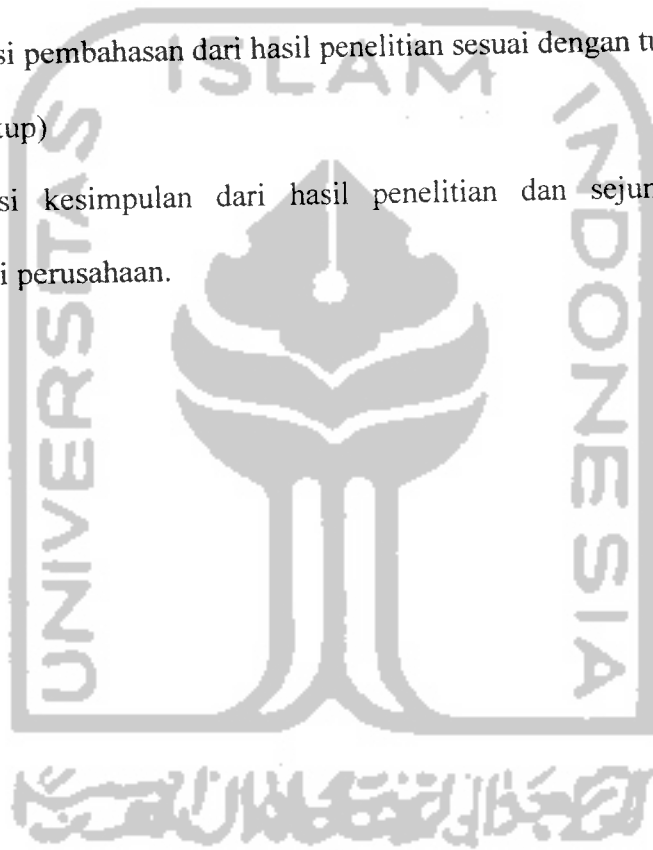 si pembahasan dari hasil penelitian sesuai dengan tu
tup)
si kesimpulan dari hasil penelitian dan sejur
i perusahaan.
UNIVERSITAS
ISLAM
INDONESIA